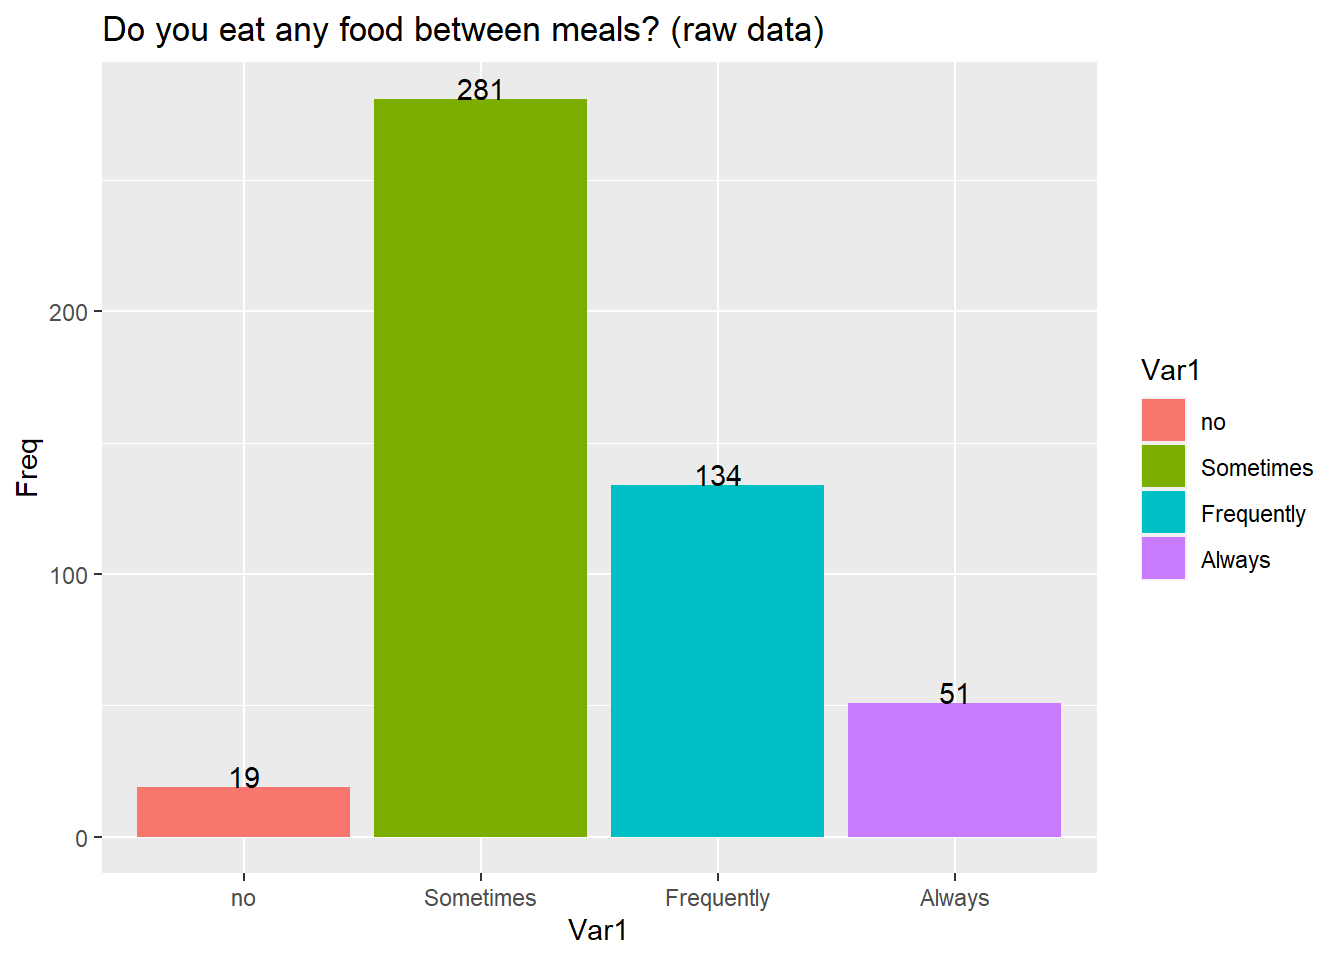 Do you eat any food between meals? (raw data)
281
134
51
19
Freq
200
100
0
no
Sometimes
Frequently
Always
Var1
Var1
no
Sometimes
Frequently
Always